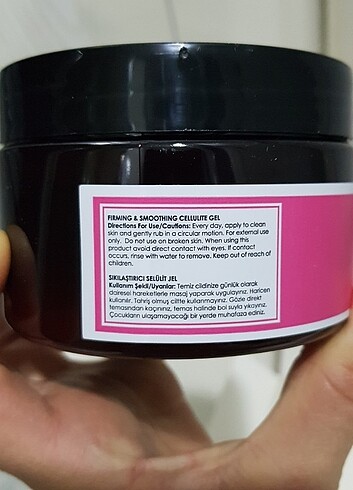 FIRMING & SMOOTHING CELLULITE GEL
Directions For Use/Cautions: Every day, apply to clean
skin and gently rub in a circular motion. For external use
only. Do not use on broken skin. When using this
product avoid direct contact with eyes. If contact
occurs, rinse with water to remove. Keep out of reach of
children.
SIKILAŞTIRICI SELÜLİT JEL
Kullanım Şekli/Uyarılar: Temiz cildinize günlük olarak
dairesel hareketlerle masaj yaparak uygulayınız. Haricen
kullanılır. Tahriş olmuş ciltte kullanmayınız. Gözle direkt
temasından kaçınınız, temas halinde bol suyla yıkayınız.
Çocukların ulaşamayacağı bir yerde muhafaza ediniz.